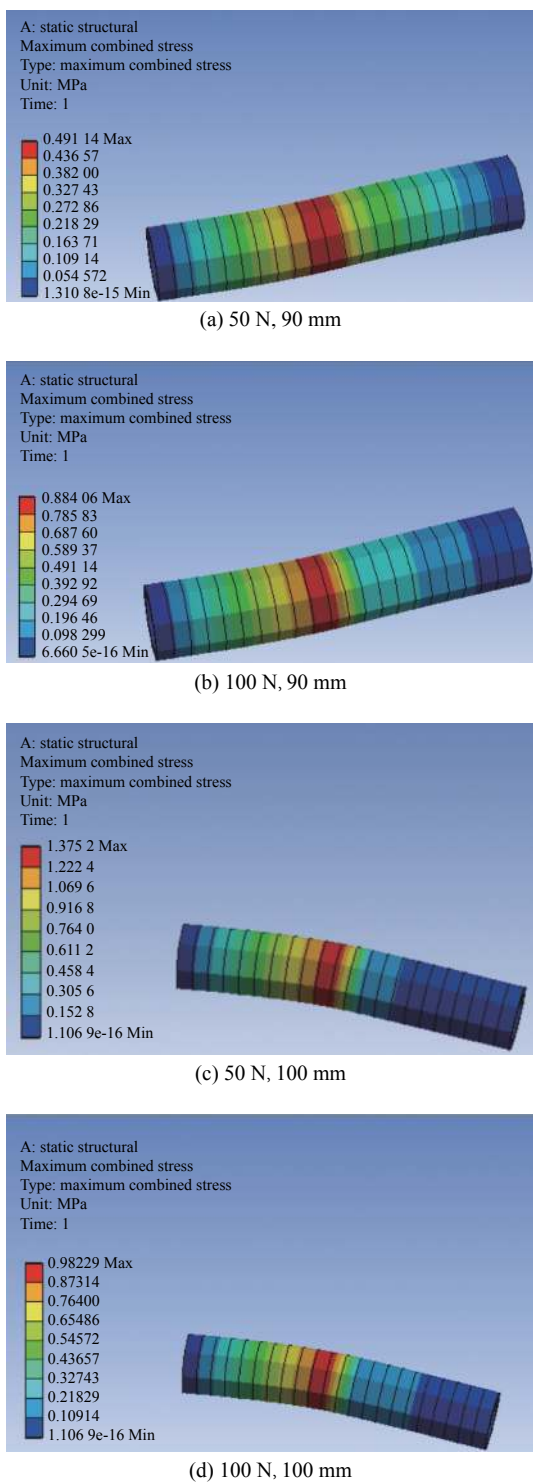 A: static structural
Maximum combined stress
Type: maximum combined stress
Unit: MPa
Time: 1
0.491 14 Max
0.436 57
0.382 00
0.327 43
0.272 86
0.218 29
0.163 71
0.109 14
0.054 572
1.310 8e-15 Min
(a) 50 N, 90 mm
A: static structural
Maximum combined stress
Type: maximum combined stress
Unit: MPa
Time: 1
0.884 06 Max
0.785 83
0.687 60
0.589 37
0.491 14
0.392 92
0.294 69
0.196 46
0.098 299
6.660 5e-16 Min
(b) 100 N, 90 mm
A: static structural
Maximum combined stress
Type: maximum combined stress
Unit: MPa
Time: 1
1.375 2 Max
1.222 4
1.069 6
0.916 8
0.764 0
0.611 2
0.458 4
0.305 6
0.152 8
1.106 9e-16 Min
(c) 50 N, 100 mm
A: static structural
Maximum combined stress
Type: maximum combined stress
Unit: MPa
Time: 1
0.98229 Max
0.87314
0.76400
0.65486
0.54572
0.43657
0.32743
0.21829
0.10914
1.106 9e-16 Min
(d) 100 N, 100 mm